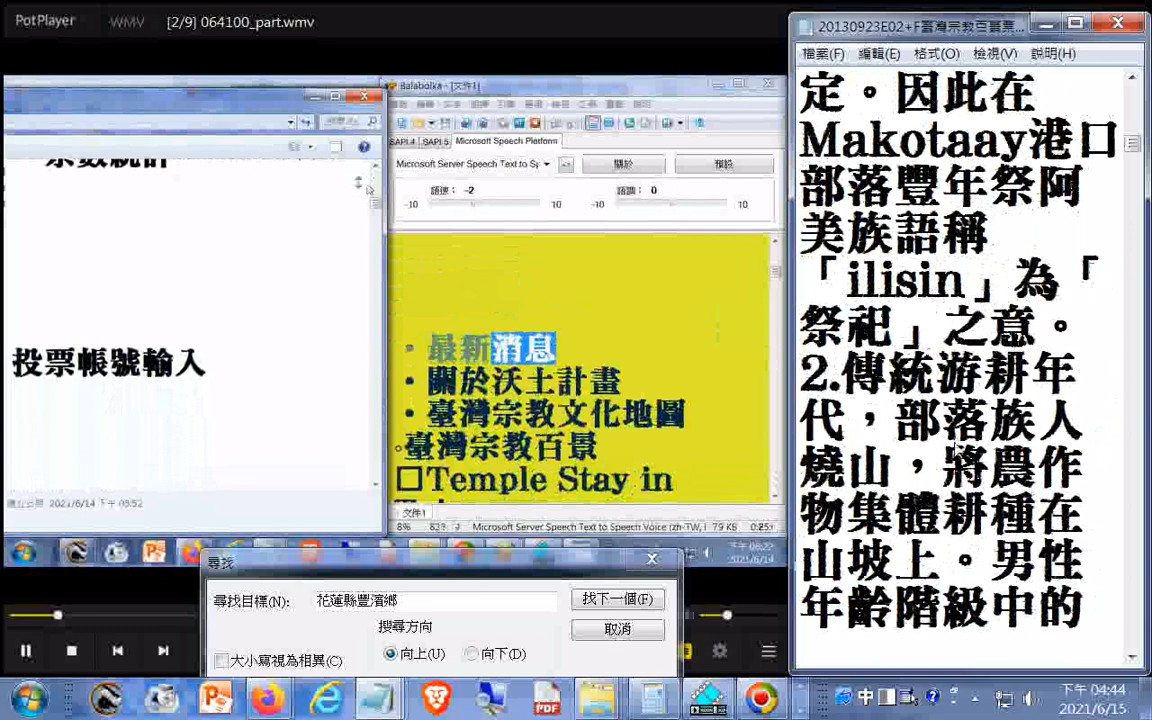 PotPlayer
WMV
[2/9] 064100_part.wmv
投票帳號輸入
2021/6/14 下午 05:52
Balabolka - [文件1]
SAPI 4
SAPI 5
Microsoft Speech Platform
Microsoft Server Speech Text to Sp
關於
預設
語速： -2
語調： 0
-10
10
-10
10
• 最新消息
• 關於沃土計畫
• 臺灣宗教文化地圖
臺灣宗教百景
□Temple Stay in
文件1
8%
Microsoft Server Speech Text to Speech Voice (zh-TW,
79 KB
0:25
2021/6/14
尋找
尋找目標(N):
花蓮縣豐濱鄉
找下一個(F)
搜尋方向
取消
大小寫視為相異(C)
向上(U)
向下(D)
20130923E02+F臺灣宗教百景票...
檔案(F)
編輯(E)
格式(O)
檢視(V)
說明(H)
定。因此在
Makotaay港口
部落豐年祭阿
美族語稱
「ilisin」為「
祭祀」之意。
2.傳統游耕年
代，部落族人
燒山，將農作
物集體耕種在
山坡上。男性
年齡階級中的
中
下午 04:44
2021/6/15